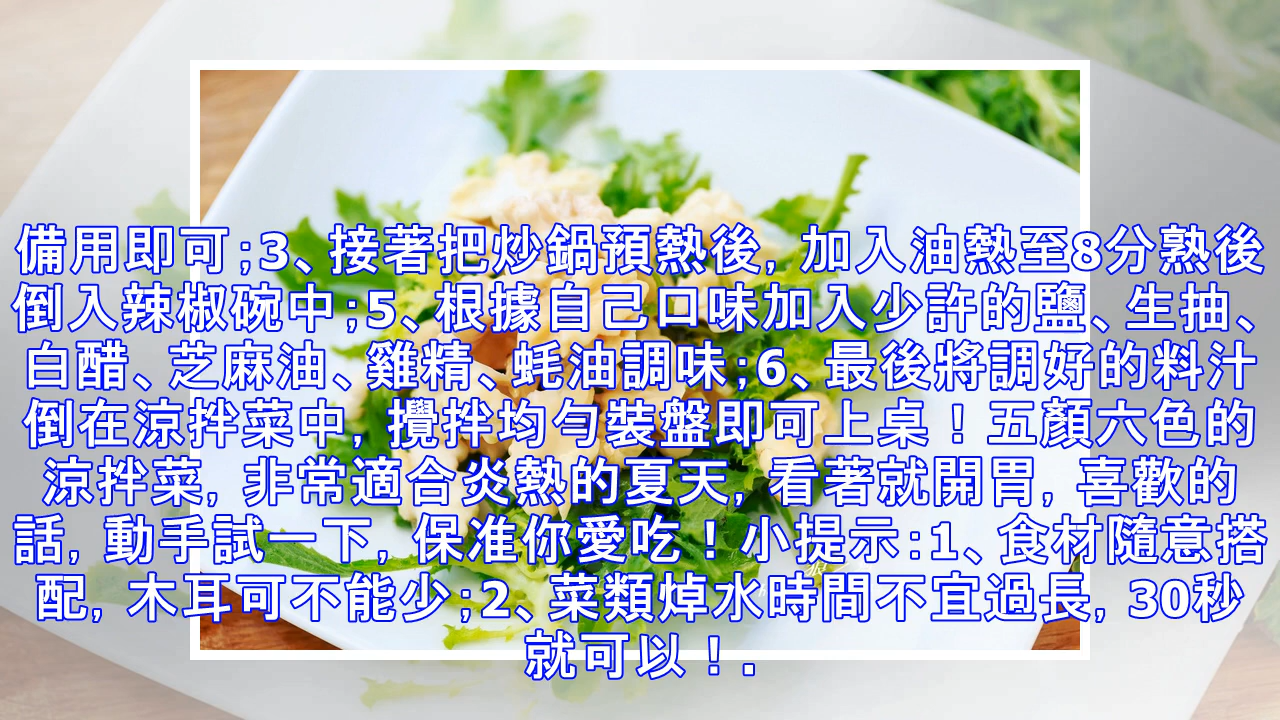 備用即可;3、接著把炒鍋預熱後, 加入油熱至8分熟後
倒入辣椒碗中;5、根據自己口味加入少許的鹽、生抽、
白醋、芝麻油、雞精、蚝油調味;6、最後將調好的料汁
倒在涼拌菜中, 攪拌均勻裝盤即可上桌！五顏六色的
涼拌菜, 非常適合炎熱的夏天, 看著就開胃, 喜歡的
話, 動手試一下, 保准你愛吃！小提示:1、食材隨意搭
配, 木耳可不能少;2、菜類焯水時間不宜過長, 30秒
就可以！.